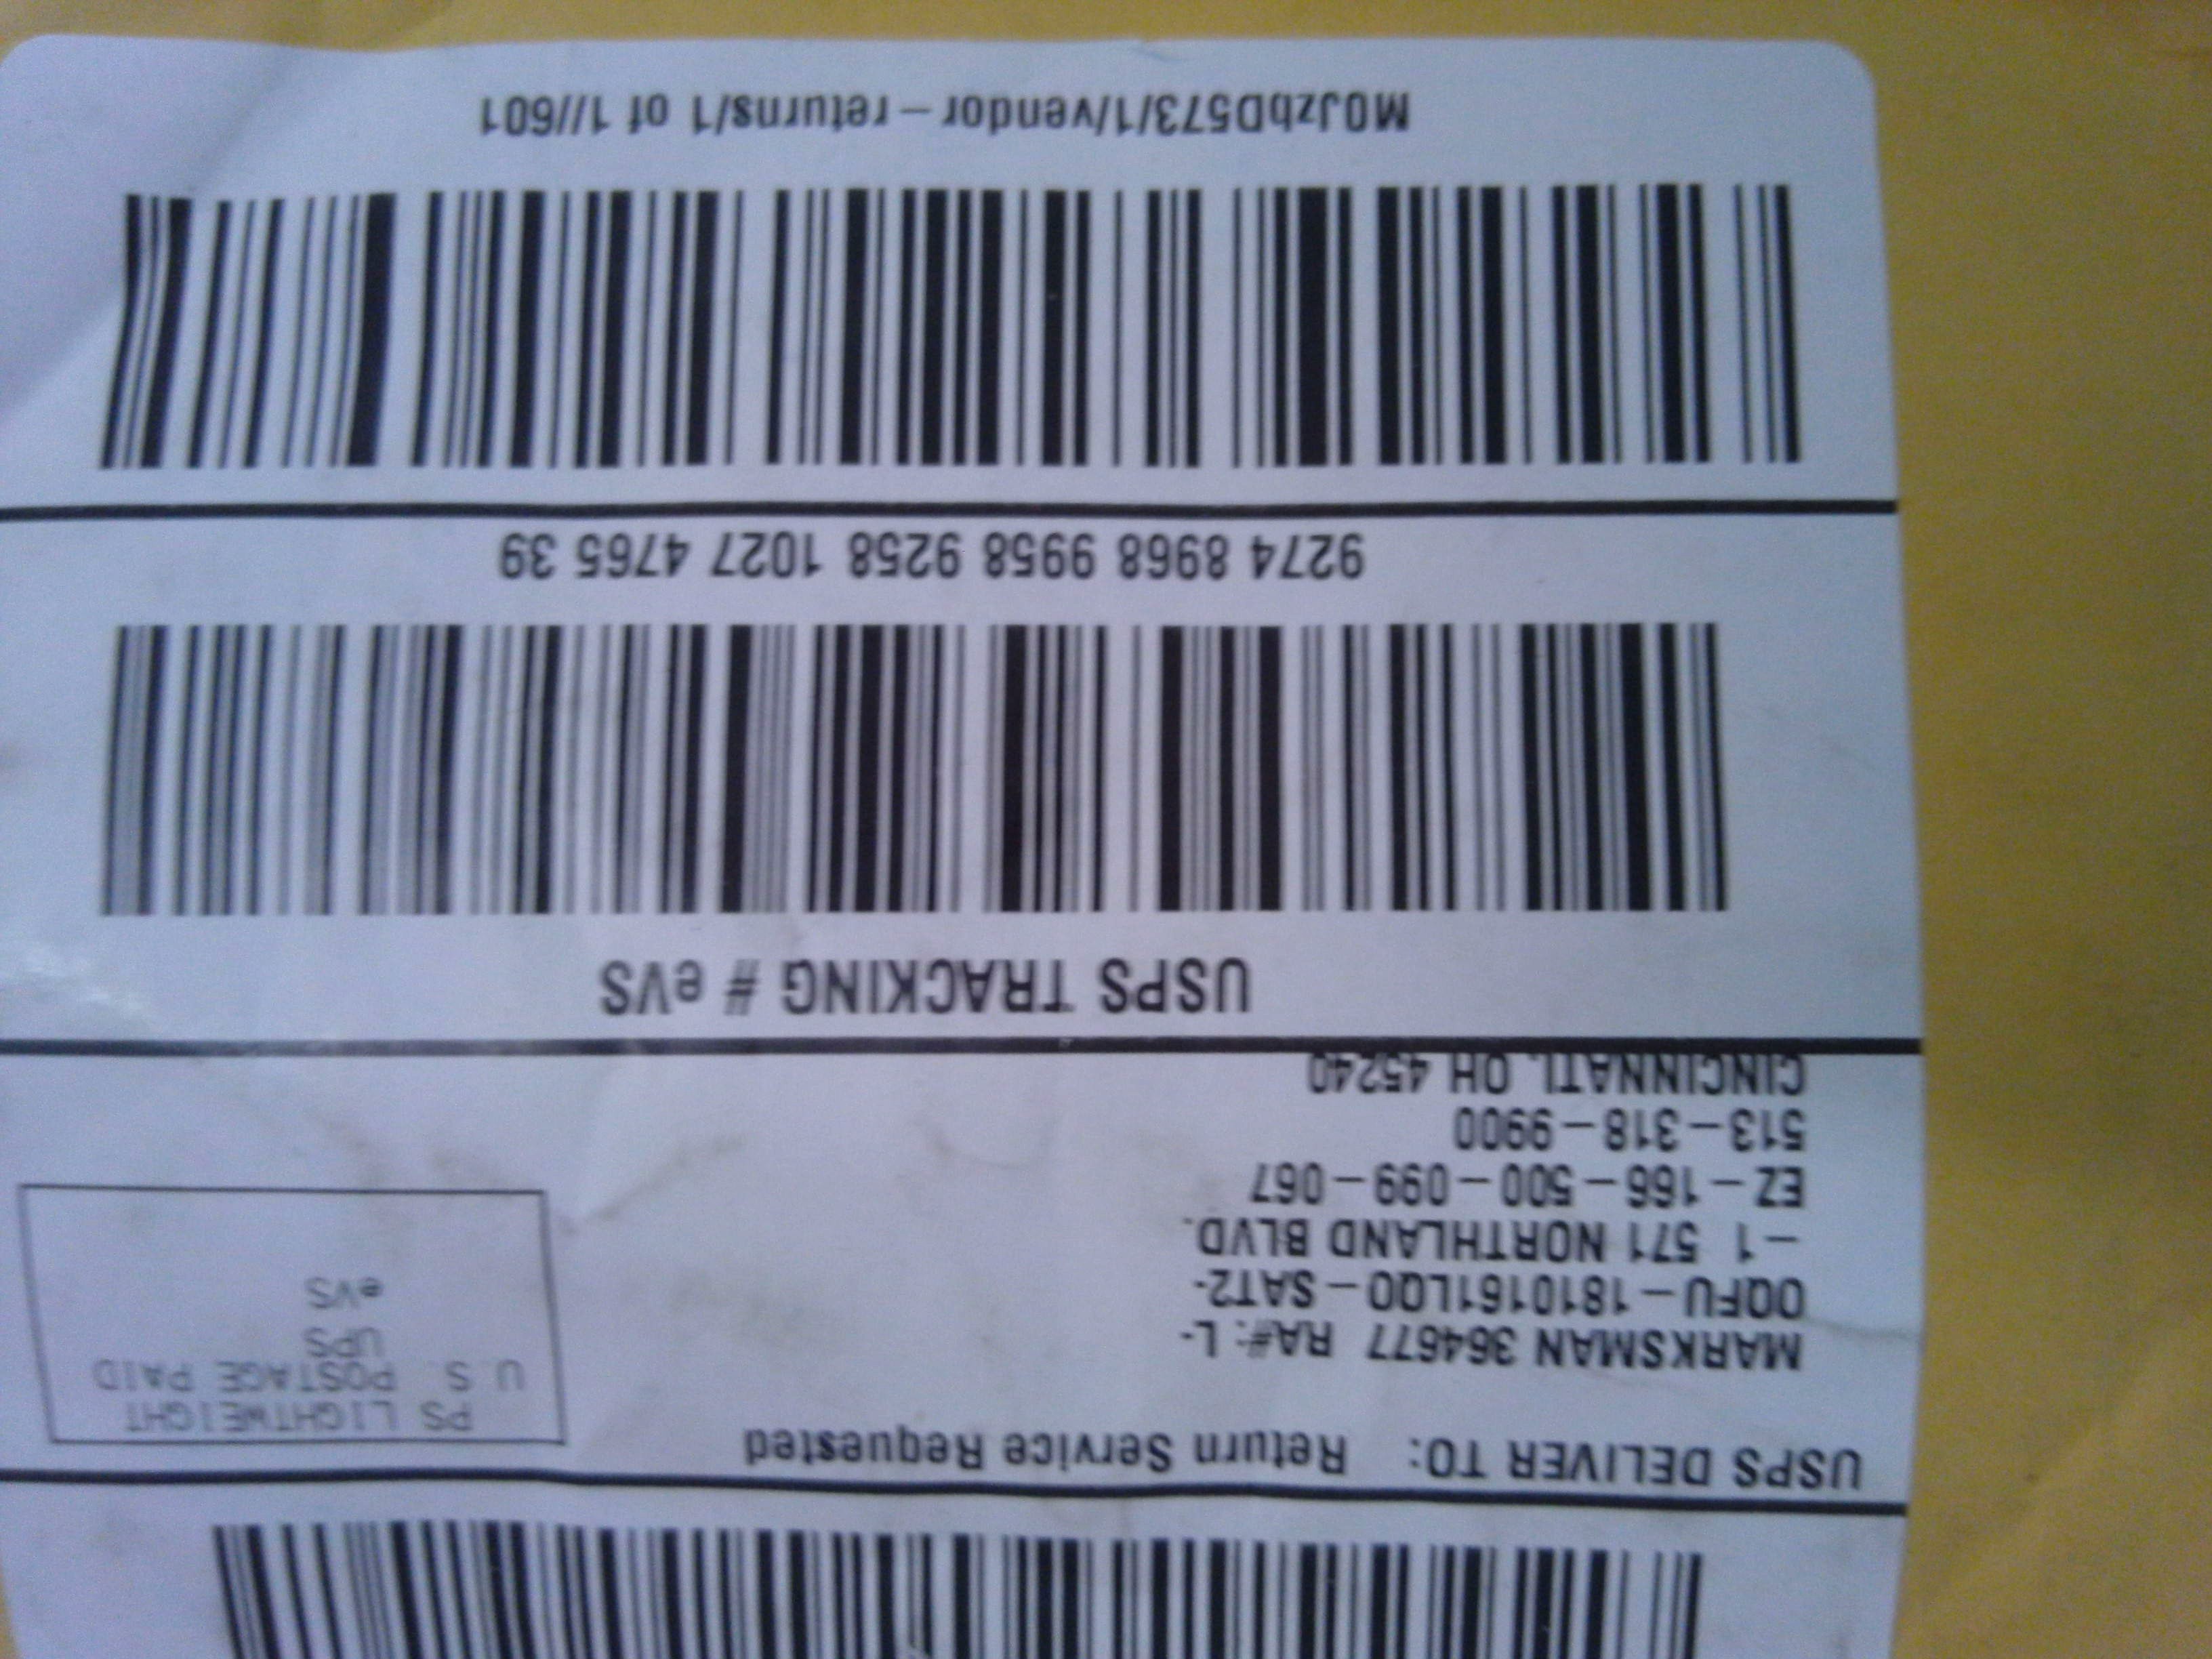 USPS DELIVER TO: Return Service Requested
PS LIGHTWEIGHT
U.S. POSTAGE PAID
UPS
eVS
MARKSMAN 364677 RA#: L-
OQFU-1810161LQ0-SAT2-
-1 571 NORTHLAND BLVD.
EZ-166-500-099-067
513-318-9900
CINCINNATI, OH 45240
USPS TRACKING # eVS
9274 8968 9958 9258 1027 4765 39
M0JzbD573/1/vendor-returns/1 of 1//601